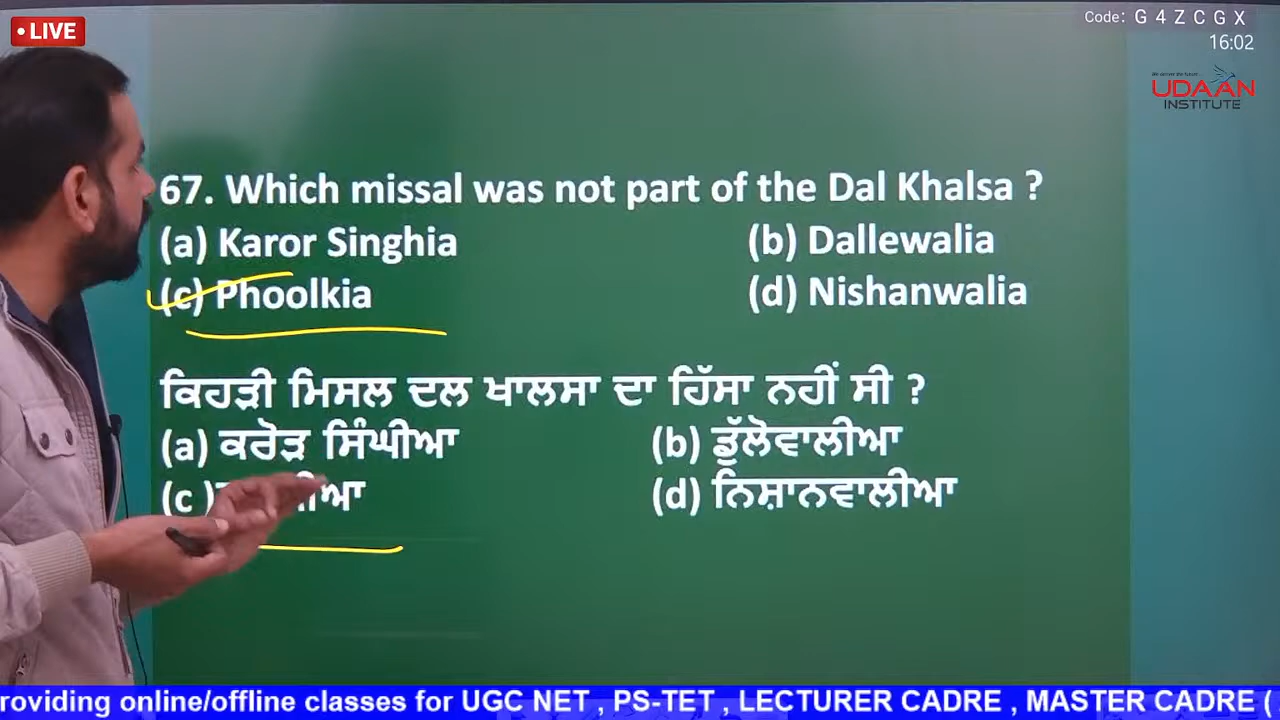 • LIVE
Code: G 4 Z C G X
16:02
UDAAN
INSTITUTE
67. Which missal was not part of the Dal Khalsa ?
(a) Karor Singhia (b) Dallewalia
(c) Phoolkia (d) Nishanwalia
ਕਿਹੜੀ ਮਿਸਲ ਦਲ ਖਾਲਸਾ ਦਾ ਹਿੱਸਾ ਨਹੀਂ ਸੀ ?
(a) ਕਰੋੜ ਸਿੰਘੀਆ (b) ਡੁੱਲੇਵਾਲੀਆ
(c ) (d) ਨਿਸ਼ਾਨਵਾਲੀਆ
roviding online/offline classes for UGC NET , PS-TET , LECTURER CADRE , MASTER CADRE (